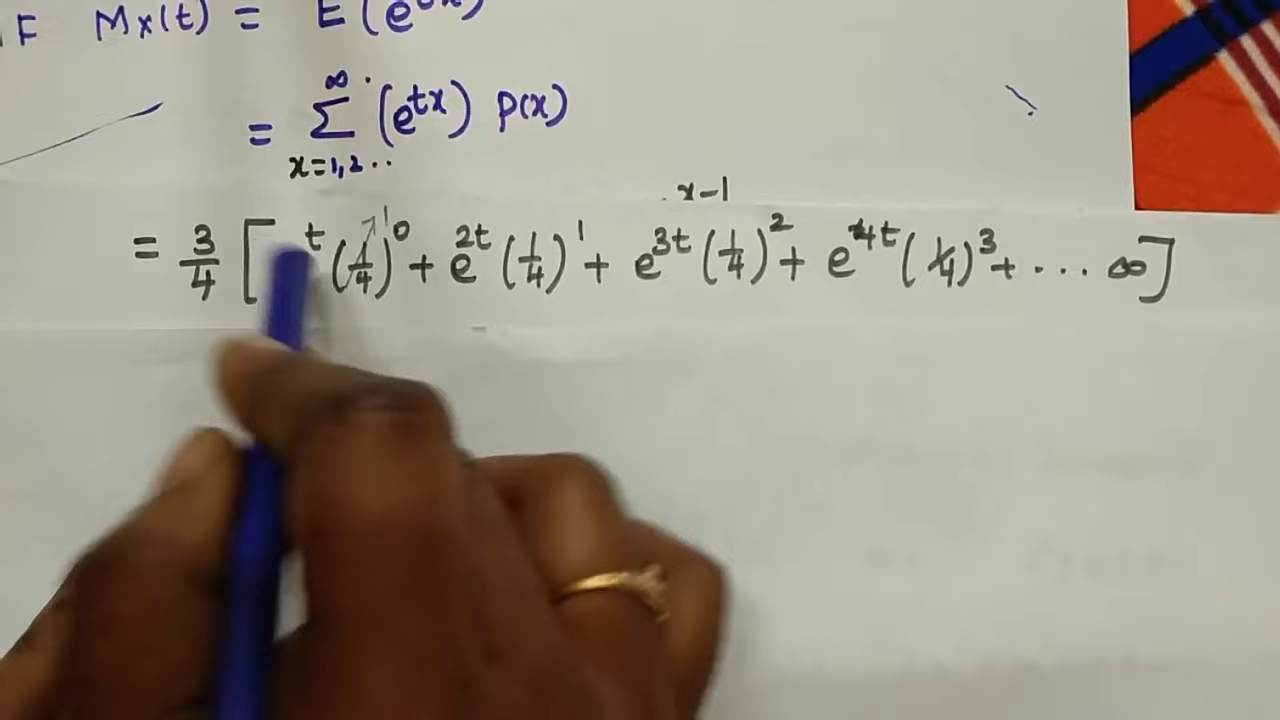 F Mx(t) = E(e^tx)
= ∑ x=1,2.. ∞ (e^tx) P(x)
x-1
= 3/4 [ ^t (1/4)^0 + e^2t (1/4)^1 + e^3t (1/4)^2 + e^4t (1/4)^3 + ... ∞]